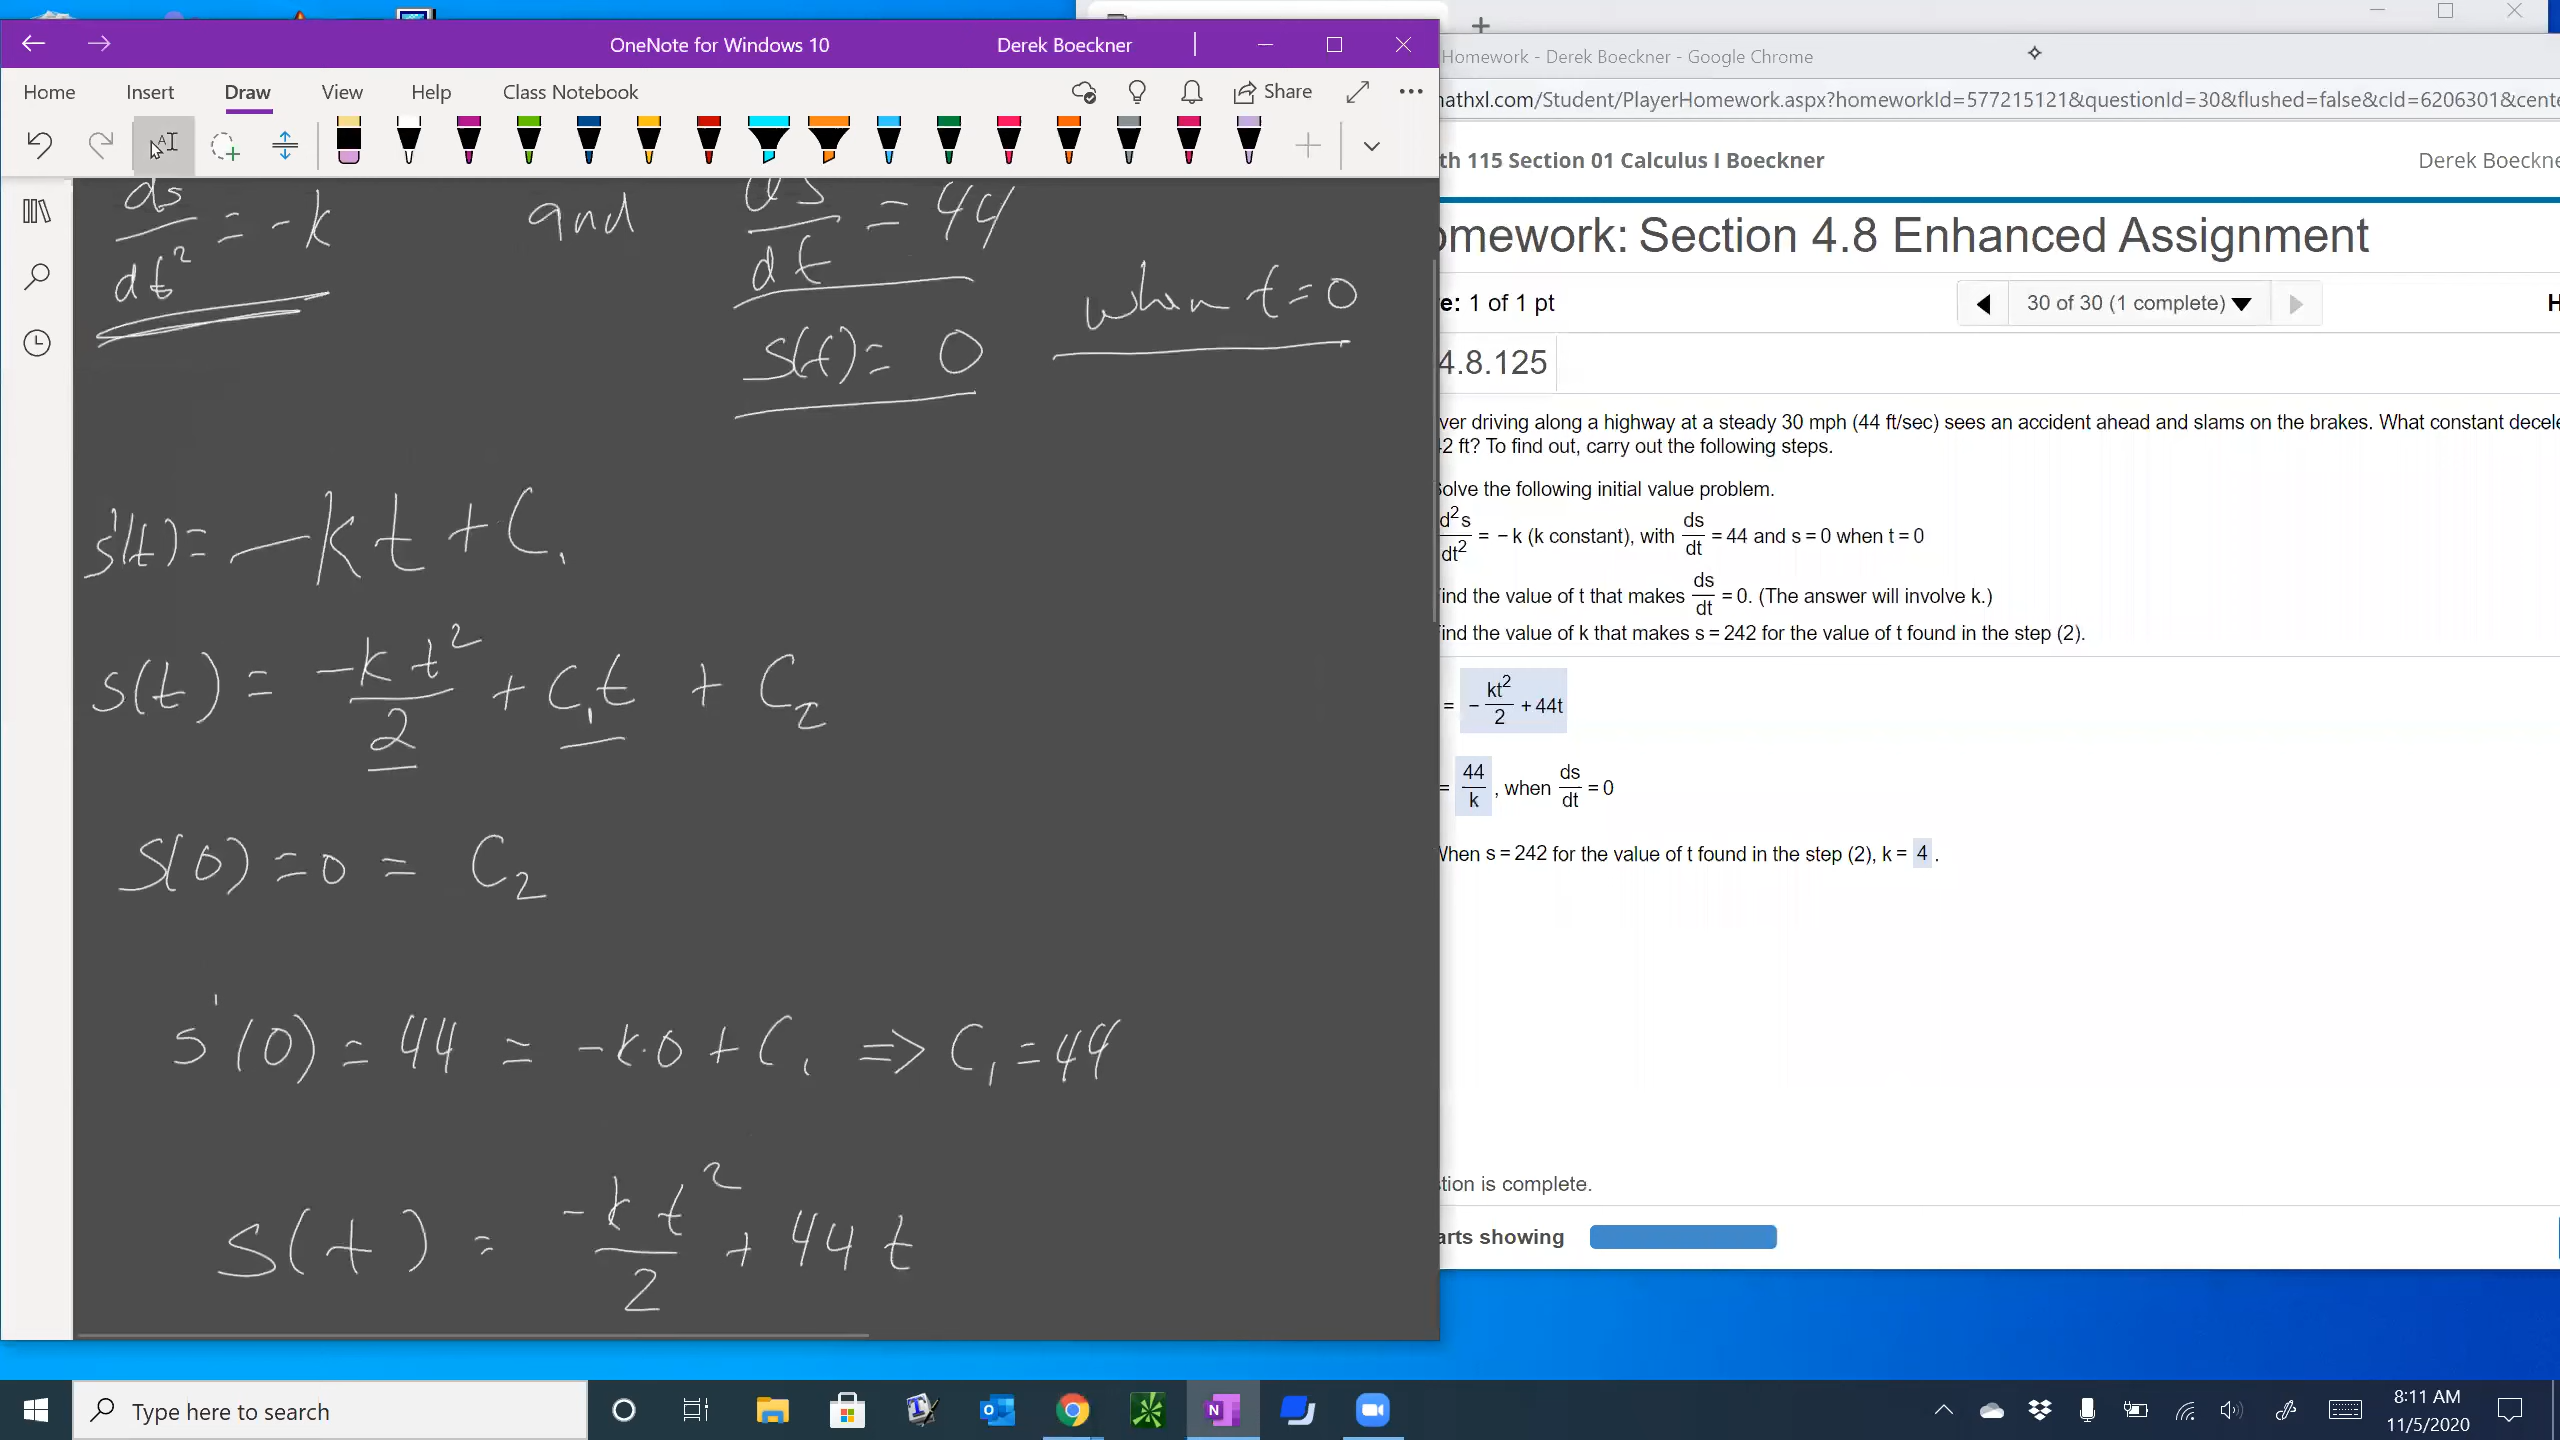 OneNote for Windows 10
Derek Boeckner
Home Insert Draw View Help Class Notebook
Share
ds/dt² = -k and ds/dt = 44
when t = 0
s(t) = 0
s'(t) = -kt + C₁
s(t) = -kt²/2 + C₁t + C₂
S(0) = 0 = C₂
s'(0) = 44 = -k·0 + C₁ => C₁ = 44
S(t) = -kt²/2 + 44t
Homework - Derek Boeckner - Google Chrome
athxl.com/Student/PlayerHomework.aspx?homeworkId=577215121&questionId=30&flushed=false&cId=6206301&cente
th 115 Section 01 Calculus I Boeckner
Derek Boeckne
omework: Section 4.8 Enhanced Assignment
e: 1 of 1 pt
30 of 30 (1 complete)
H
4.8.125
ver driving along a highway at a steady 30 mph (44 ft/sec) sees an accident ahead and slams on the brakes. What constant decele
2 ft? To find out, carry out the following steps.
Solve the following initial value problem.
d²s/dt² = − k (k constant), with ds/dt = 44 and s = 0 when t = 0
ind the value of t that makes ds/dt = 0. (The answer will involve k.)
ind the value of k that makes s = 242 for the value of t found in the step (2).
= − kt²/2 + 44t
= 44/k , when ds/dt = 0
When s = 242 for the value of t found in the step (2), k = 4 .
tion is complete.
arts showing
Type here to search
8:11 AM
11/5/2020